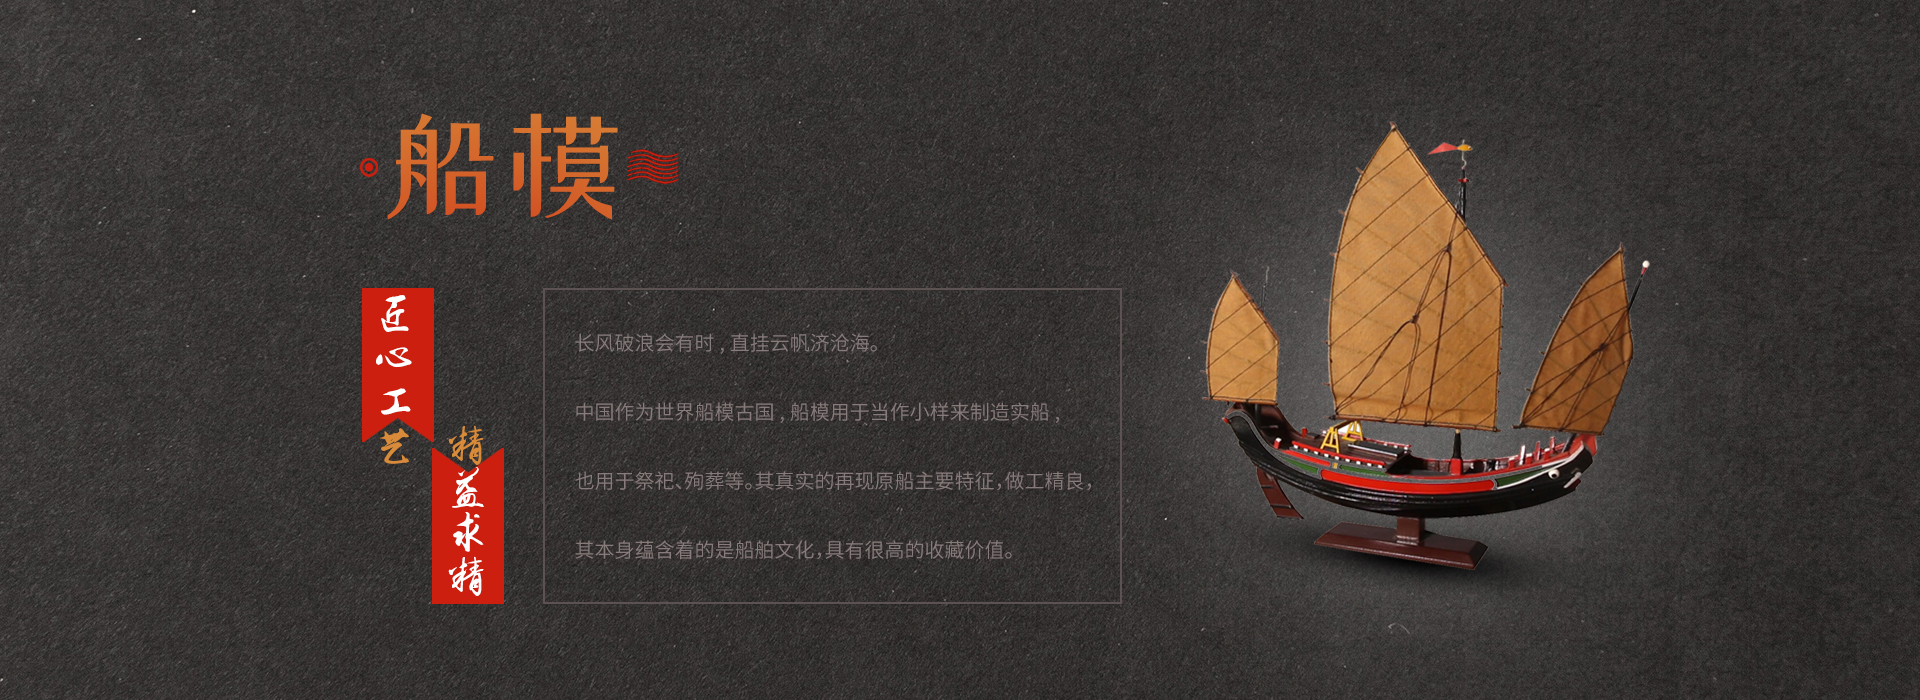 船模
匠心工艺
精益求精
长风破浪会有时，直挂云帆济沧海。
中国作为世界船模古国，船模用于当作小样来制造实船，
也用于祭祀、殉葬等。其真实的再现原船主要特征，做工精良，
其本身蕴含着的是船舶文化，具有很高的收藏价值。